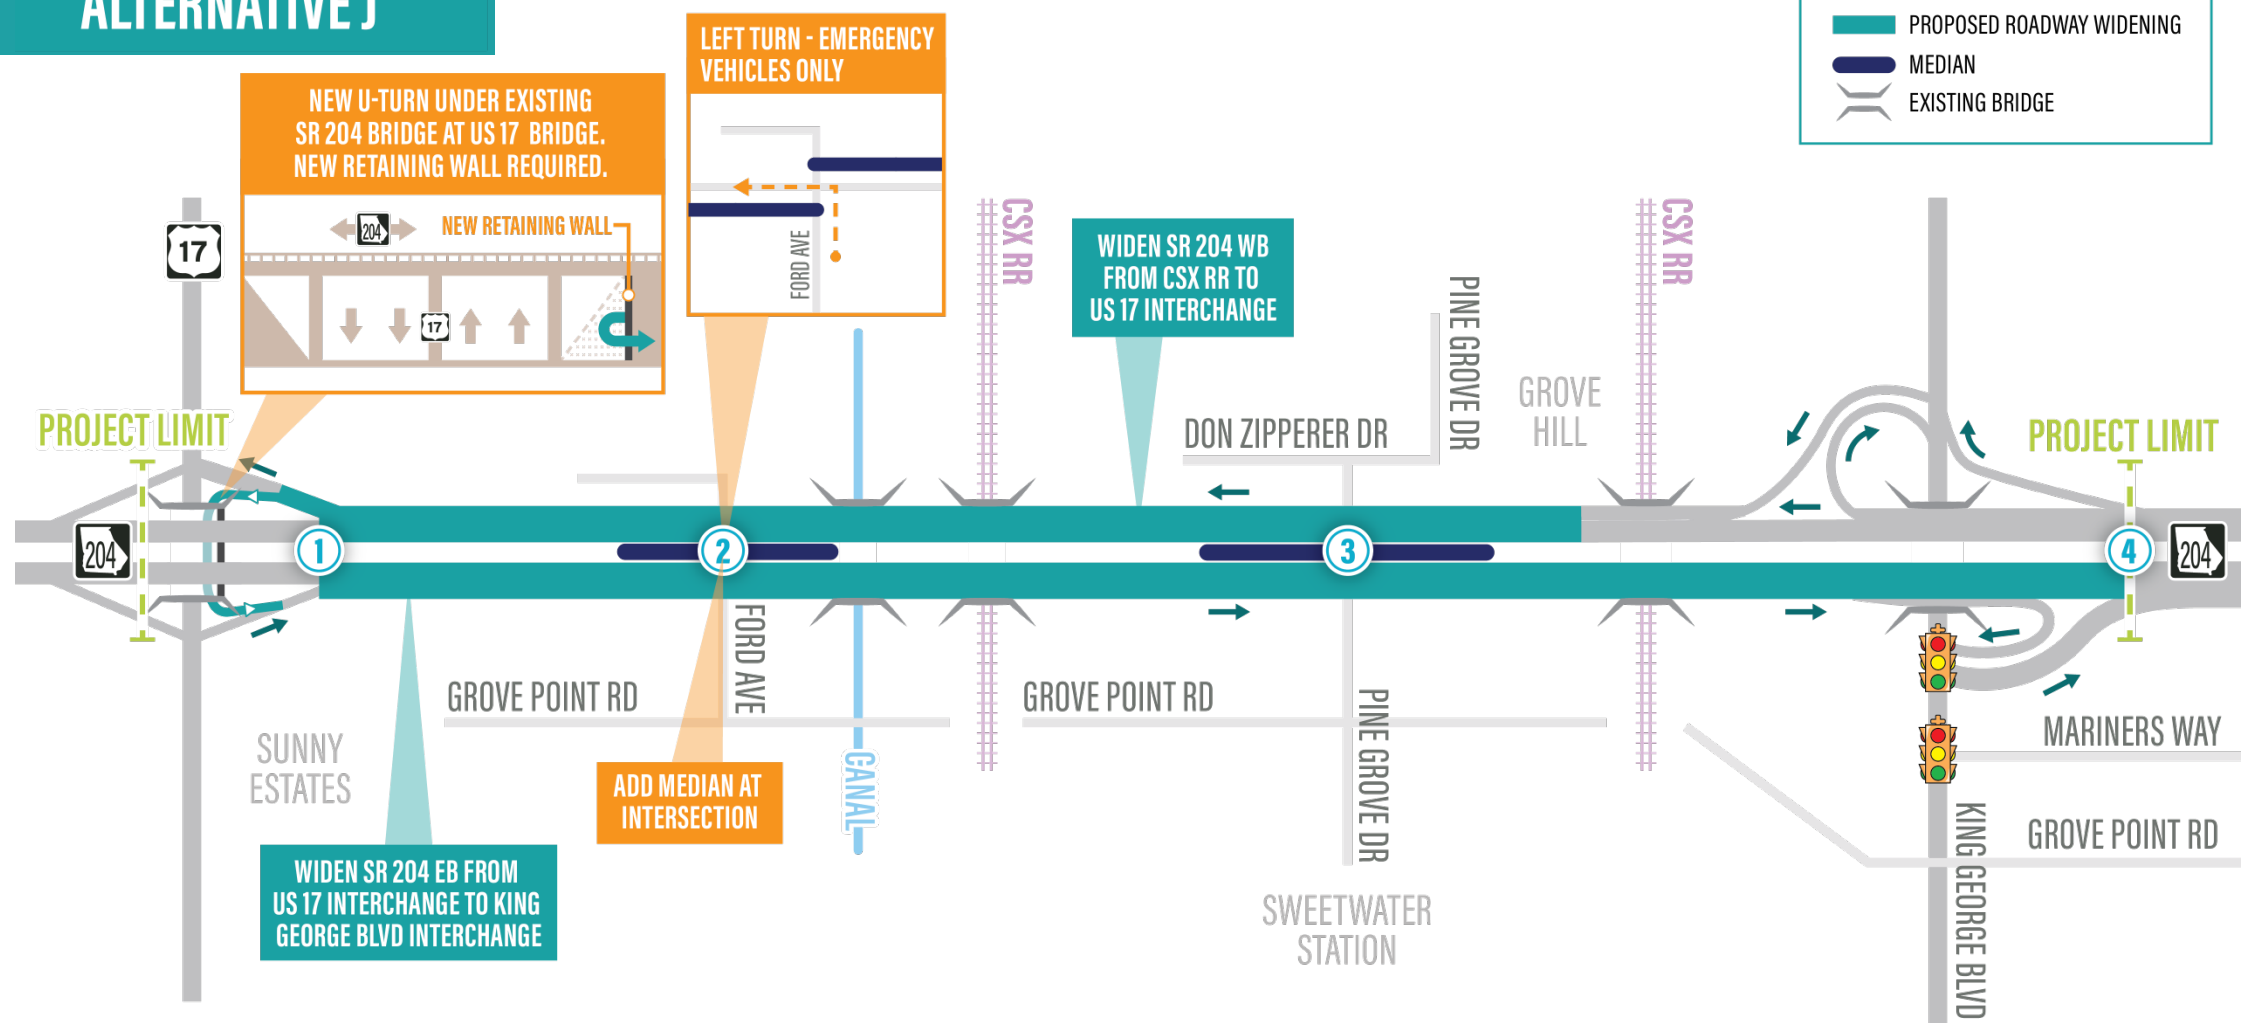 ALTERNATIVE J
PROPOSED ROADWAY WIDENING
MEDIAN
EXISTING BRIDGE
LEFT TURN - EMERGENCY
VEHICLES ONLY
FORD AVE
NEW U-TURN UNDER EXISTING
SR 204 BRIDGE AT US 17 BRIDGE.
NEW RETAINING WALL REQUIRED.
204
NEW RETAINING WALL
17
17
CSX RR
WIDEN SR 204 WB
FROM CSX RR TO
US 17 INTERCHANGE
PINE GROVE DR
CSX RR
GROVE
HILL
DON ZIPPERER DR
PROJECT LIMIT
PROJECT LIMIT
204
1
2
3
4
204
FORD AVE
GROVE POINT RD
GROVE POINT RD
PINE GROVE DR
SUNNY
ESTATES
CANAL
ADD MEDIAN AT
INTERSECTION
MARINERS WAY
GROVE POINT RD
KING GEORGE BLVD
WIDEN SR 204 EB FROM
US 17 INTERCHANGE TO KING
GEORGE BLVD INTERCHANGE
SWEETWATER
STATION